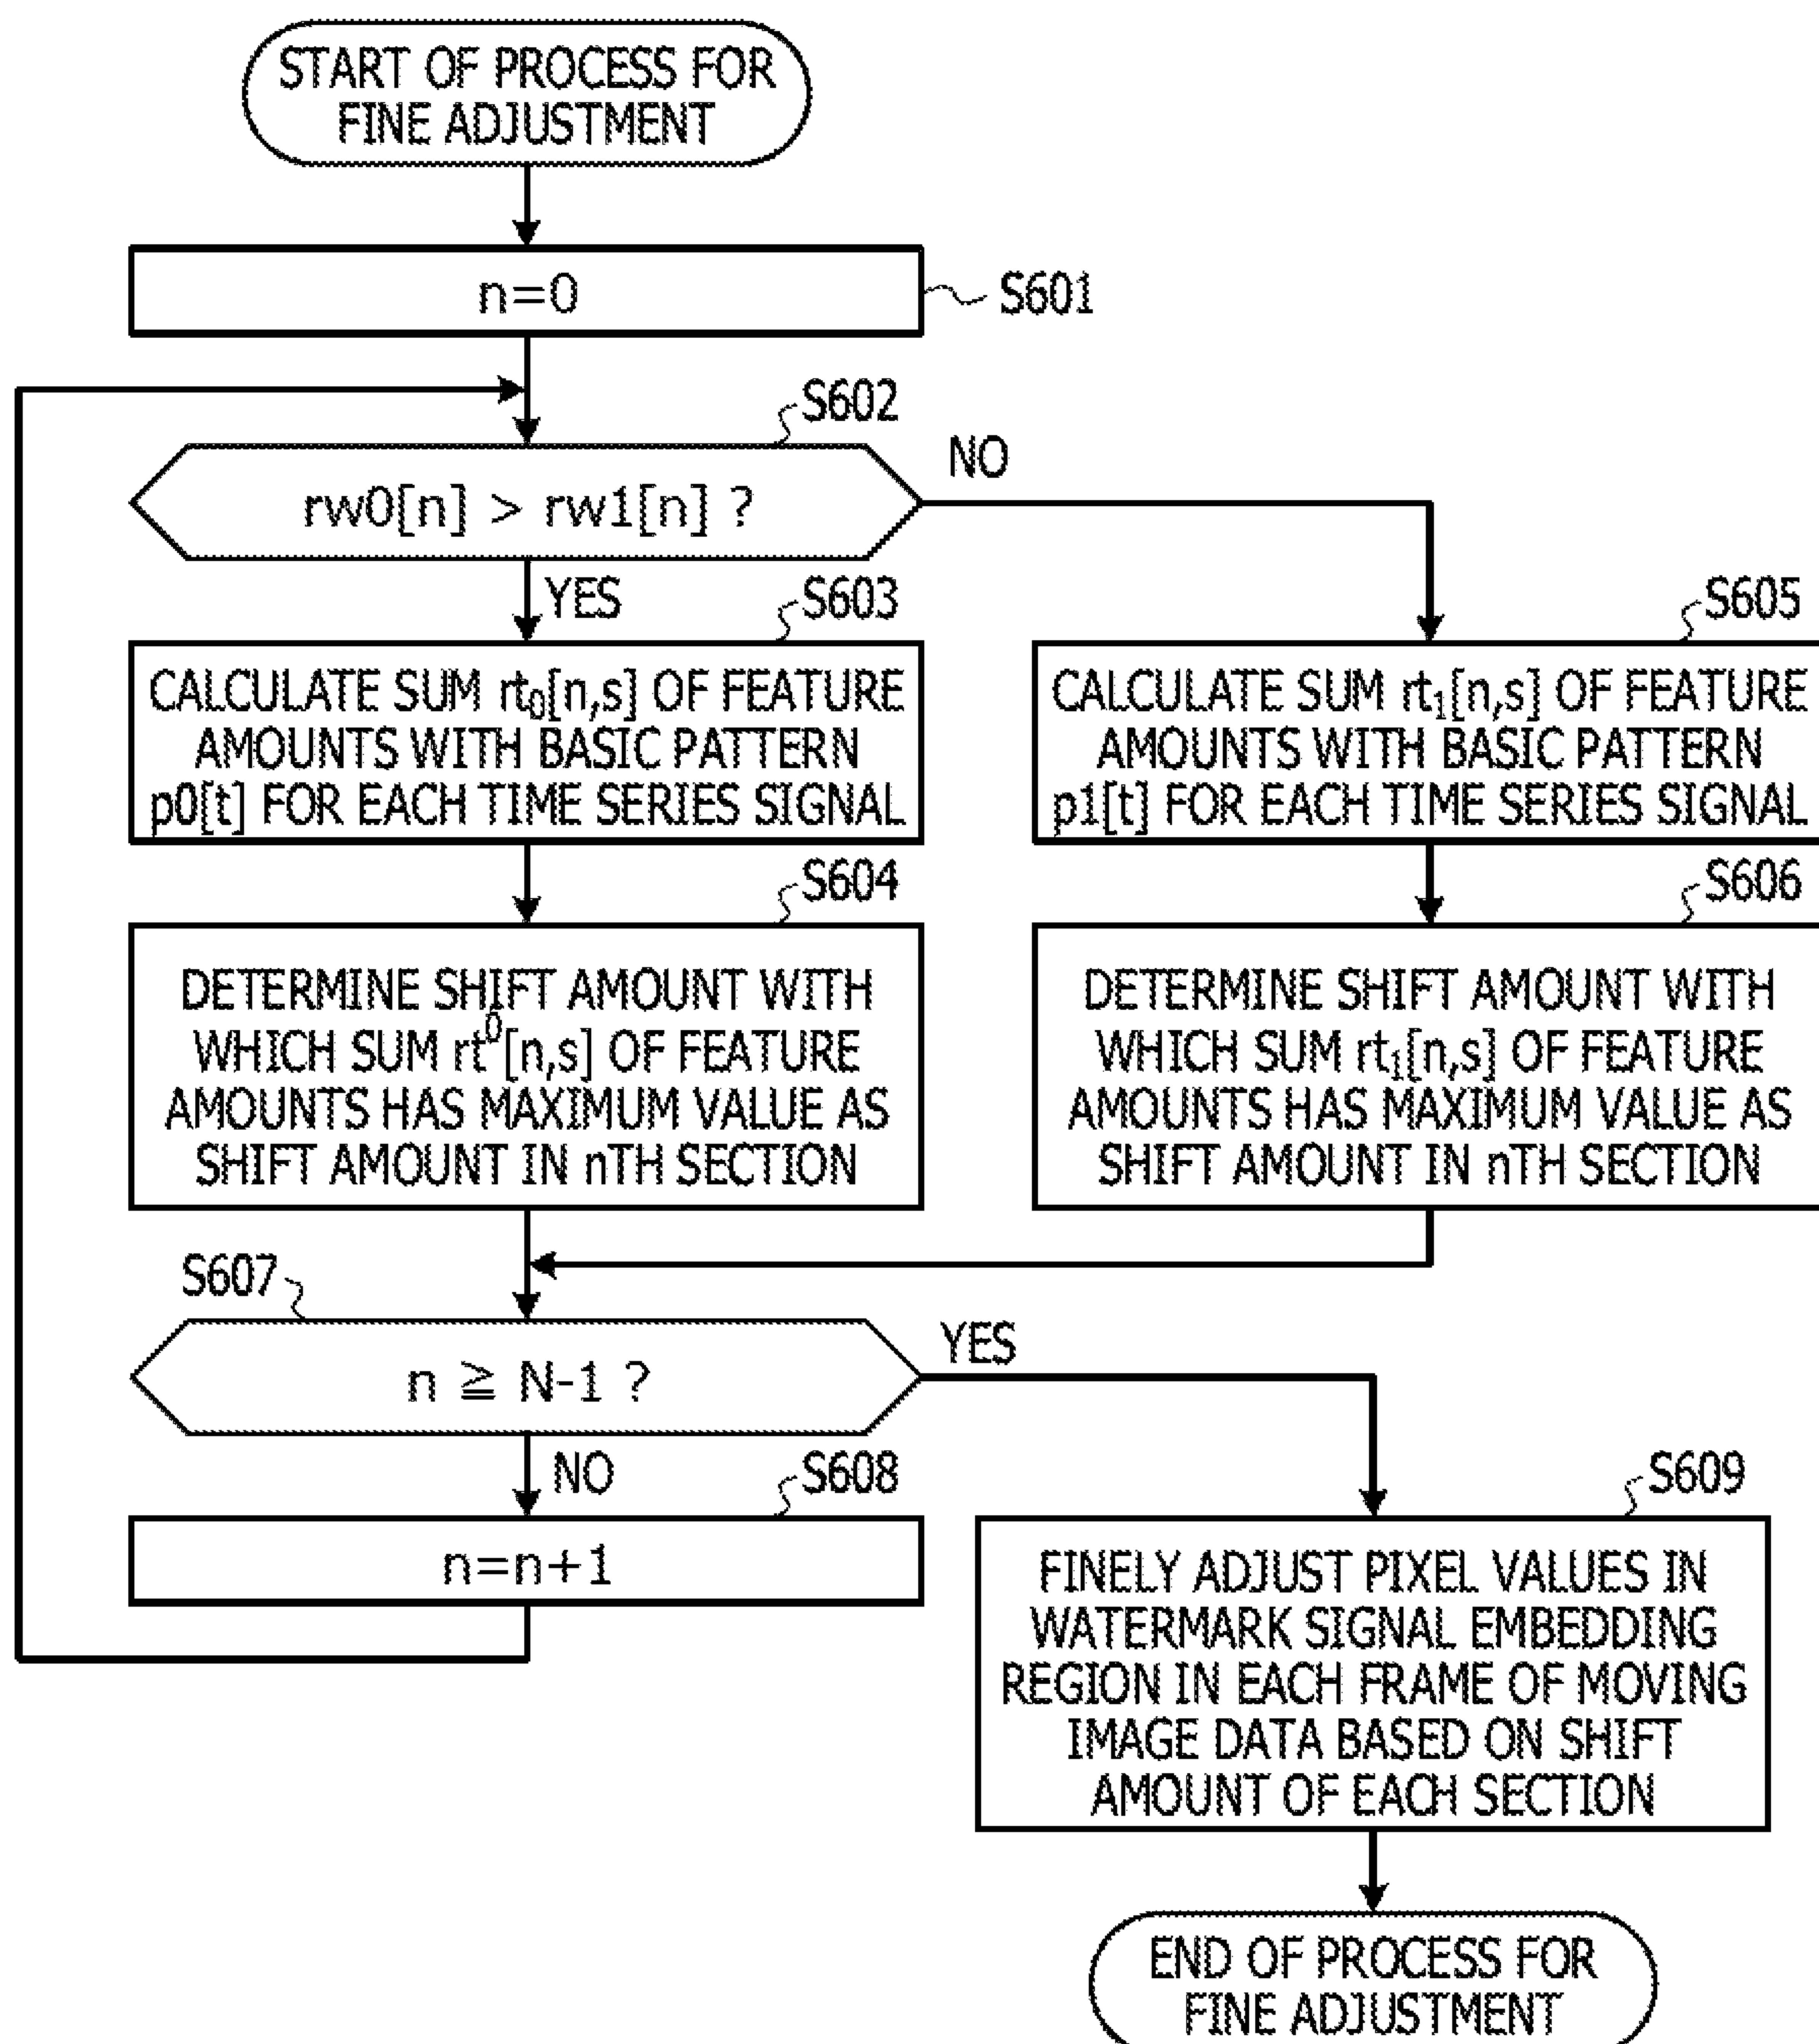 START OF PROCESS FOR
FINE ADJUSTMENT
n=0
S601
S602
rw0[n] > rw1[n] ?
NO
YES
S603
CALCULATE SUM rt₀[n,s] OF FEATURE
AMOUNTS WITH BASIC PATTERN
p0[t] FOR EACH TIME SERIES SIGNAL
S605
CALCULATE SUM rt₁[n,s] OF FEATURE
AMOUNTS WITH BASIC PATTERN
p1[t] FOR EACH TIME SERIES SIGNAL
S604
DETERMINE SHIFT AMOUNT WITH
WHICH SUM rt⁰[n,s] OF FEATURE
AMOUNTS HAS MAXIMUM VALUE AS
SHIFT AMOUNT IN nTH SECTION
S606
DETERMINE SHIFT AMOUNT WITH
WHICH SUM rt₁[n,s] OF FEATURE
AMOUNTS HAS MAXIMUM VALUE AS
SHIFT AMOUNT IN nTH SECTION
S607
n ≧ N-1 ?
YES
NO
S608
n=n+1
S609
FINELY ADJUST PIXEL VALUES IN
WATERMARK SIGNAL EMBEDDING
REGION IN EACH FRAME OF MOVING
IMAGE DATA BASED ON SHIFT
AMOUNT OF EACH SECTION
END OF PROCESS FOR
FINE ADJUSTMENT